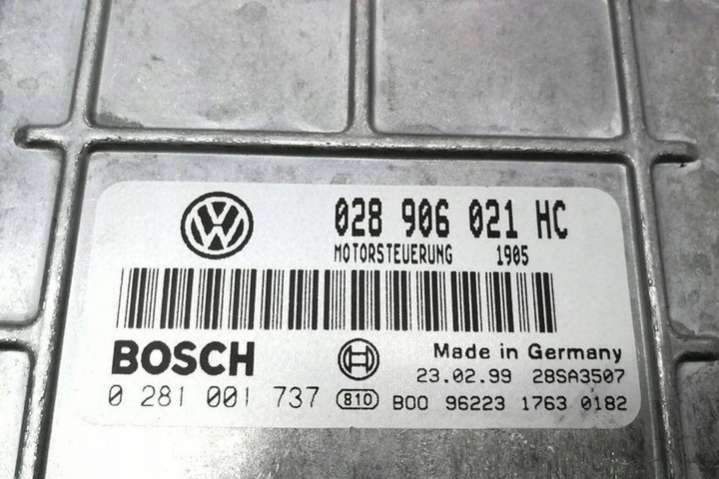 028 906 021 HC
MOTORSTEUERUNG 1905
BOSCH
Made in Germany
23.02.99 28SA3507
0 281 001 737 810 B00 96223 1763 0182